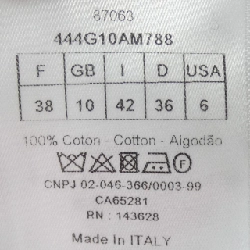 87063
444G10AM788
F GB I D USA
38 10 42 36 6
100% Coton - Cotton - Algodão
CNPJ 02-046-366/0003-99
CA65281
RN : 143628
Made In ITALY